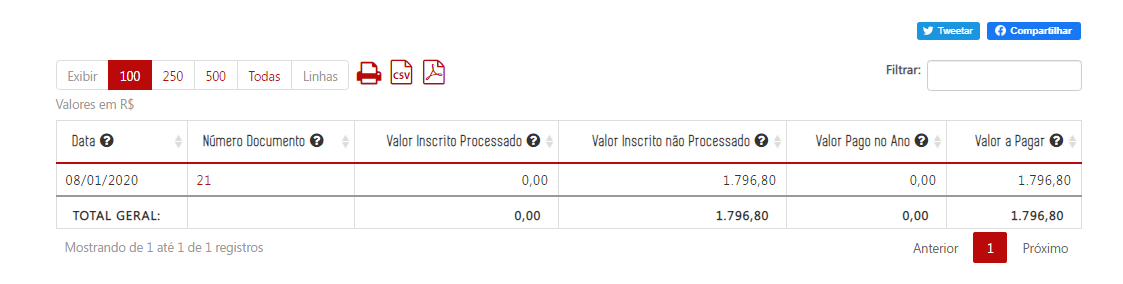 Tweetar Compartilhar
Exibir 100 250 500 Todas Linhas CSV Filtrar:
Valores em R$
Data ? Número Documento ? Valor Inscrito Processado ? Valor Inscrito não Processado ? Valor Pago no Ano ? Valor a Pagar ?
08/01/2020 21 0,00 1.796,80 0,00 1.796,80
TOTAL GERAL: 0,00 1.796,80 0,00 1.796,80
Mostrando de 1 até 1 de 1 registros Anterior 1 Próximo